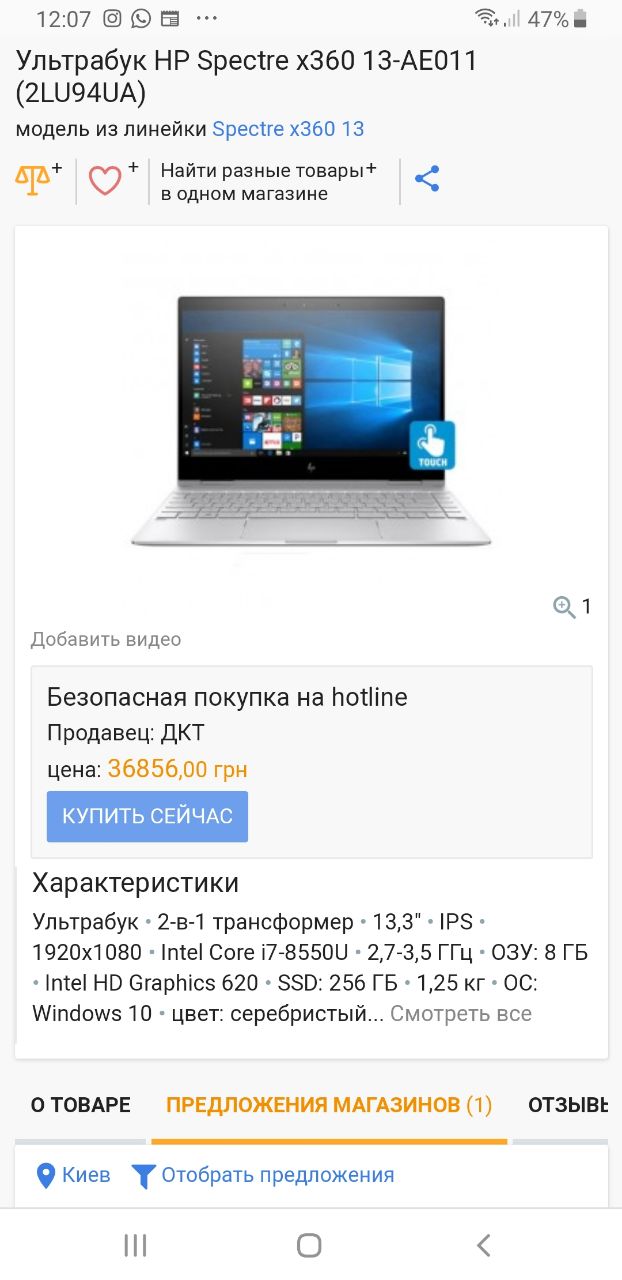 12:07
47%
Ультрабук HP Spectre x360 13-AE011
(2LU94UA)
модель из линейки Spectre x360 13
+
+
Найти разные товары+
в одном магазине
TOUCH
1
Добавить видео
Безопасная покупка на hotline
Продавец: ДКТ
цена: 36856,00 грн
КУПИТЬ СЕЙЧАС
Характеристики
Ультрабук • 2-в-1 трансформер • 13,3" • IPS •
1920x1080 • Intel Core i7-8550U • 2,7-3,5 ГГц • ОЗУ: 8 ГБ
• Intel HD Graphics 620 • SSD: 256 ГБ • 1,25 кг • ОС:
Windows 10 • цвет: серебристый... Смотреть все
О ТОВАРЕ
ПРЕДЛОЖЕНИЯ МАГАЗИНОВ (1)
ОТЗЫВЫ
Киев
Отобрать предложения